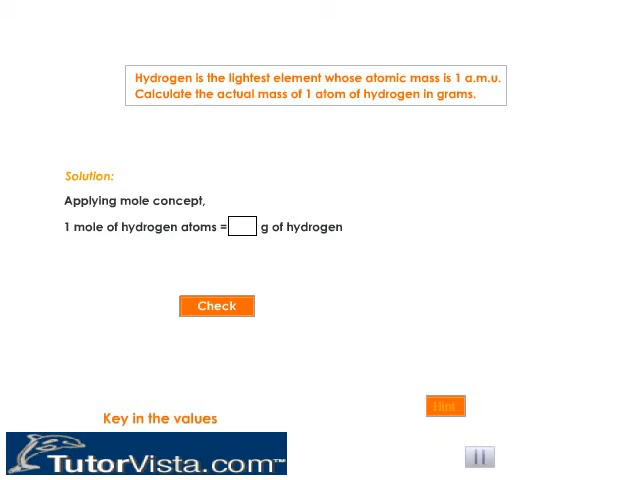 Hydrogen is the lightest element whose atomic mass is 1 a.m.u.
Calculate the actual mass of 1 atom of hydrogen in grams.
Solution:
Applying mole concept,
1 mole of hydrogen atoms = g of hydrogen
Check
Hint
Key in the values
TutorVista.com™